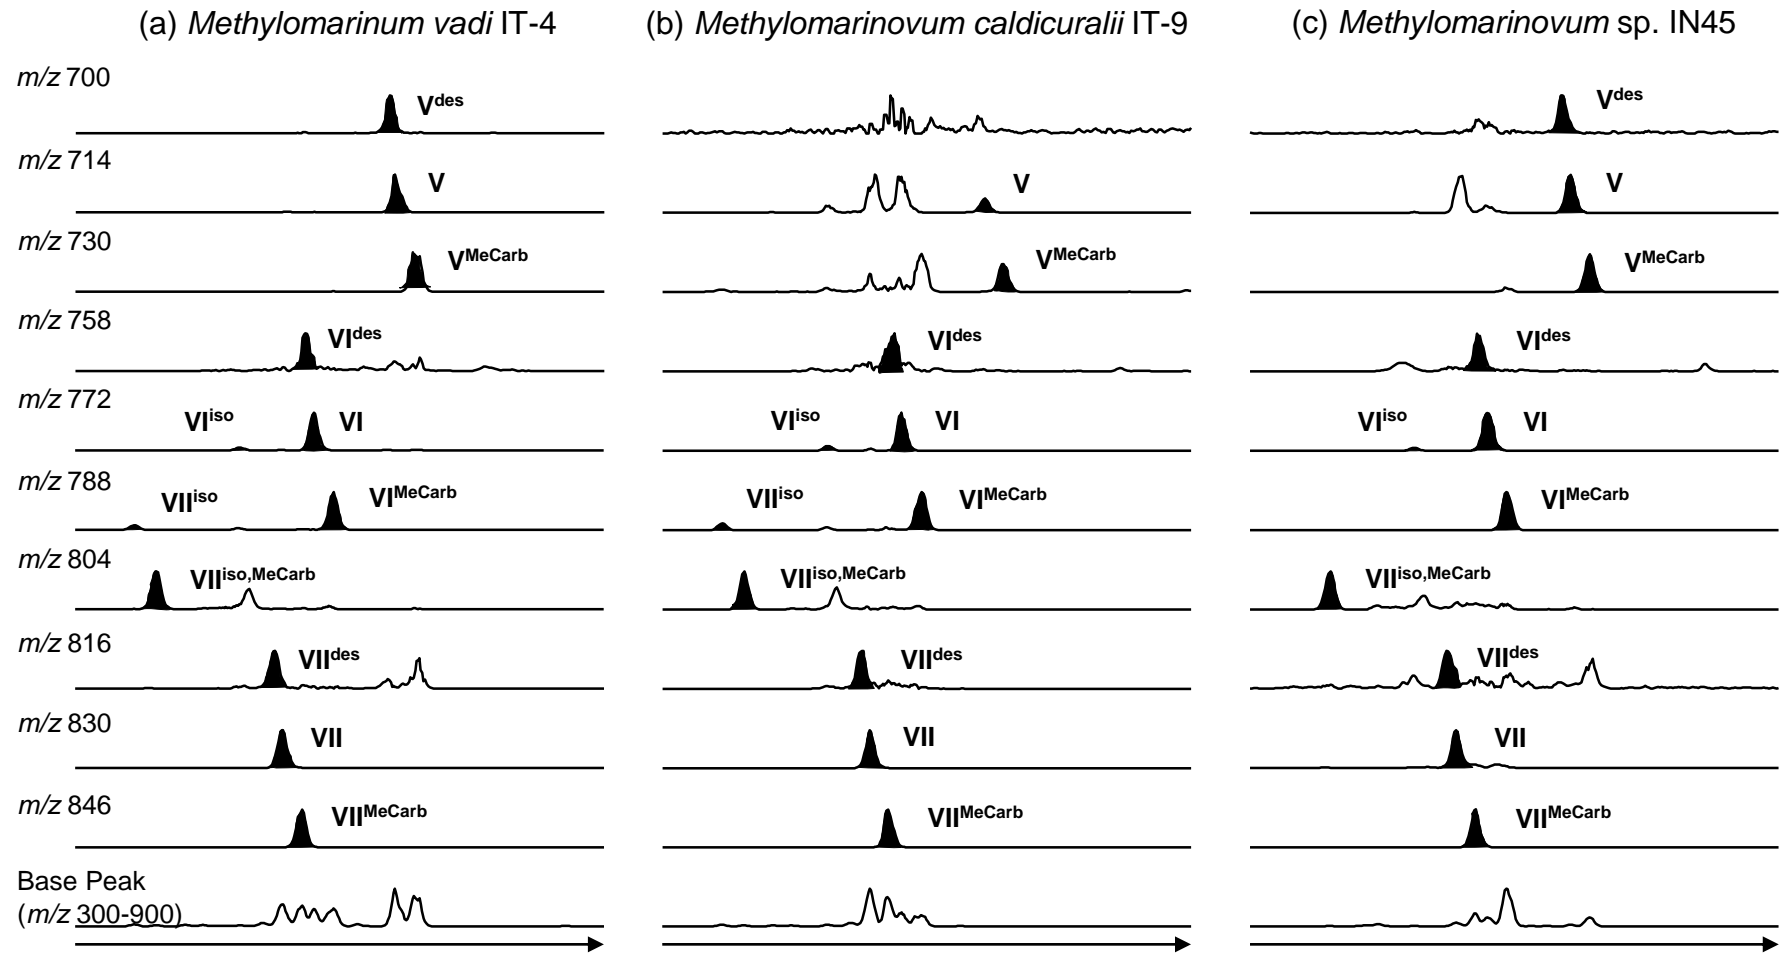 (a) Methylomarinum vadi IT-4 (b) Methylomarinovum caldicuralii IT-9 (c) Methylomarinovum sp. IN45
m/z 700
Vdes Vdes
m/z 714
V V V
m/z 730
VMeCarb VMeCarb VMeCarb
m/z 758
VIdes VIdes VIdes
m/z 772
VIiso VI VIiso VI VIiso VI
m/z 788
VIIiso VIMeCarb VIIiso VIMeCarb VIMeCarb
m/z 804
VIIiso,MeCarb VIIiso,MeCarb VIIiso,MeCarb
m/z 816
VIIdes VIIdes VIIdes
m/z 830
VII VII VII
m/z 846
VIIMeCarb VIIMeCarb VIIMeCarb
Base Peak
(m/z 300-900)